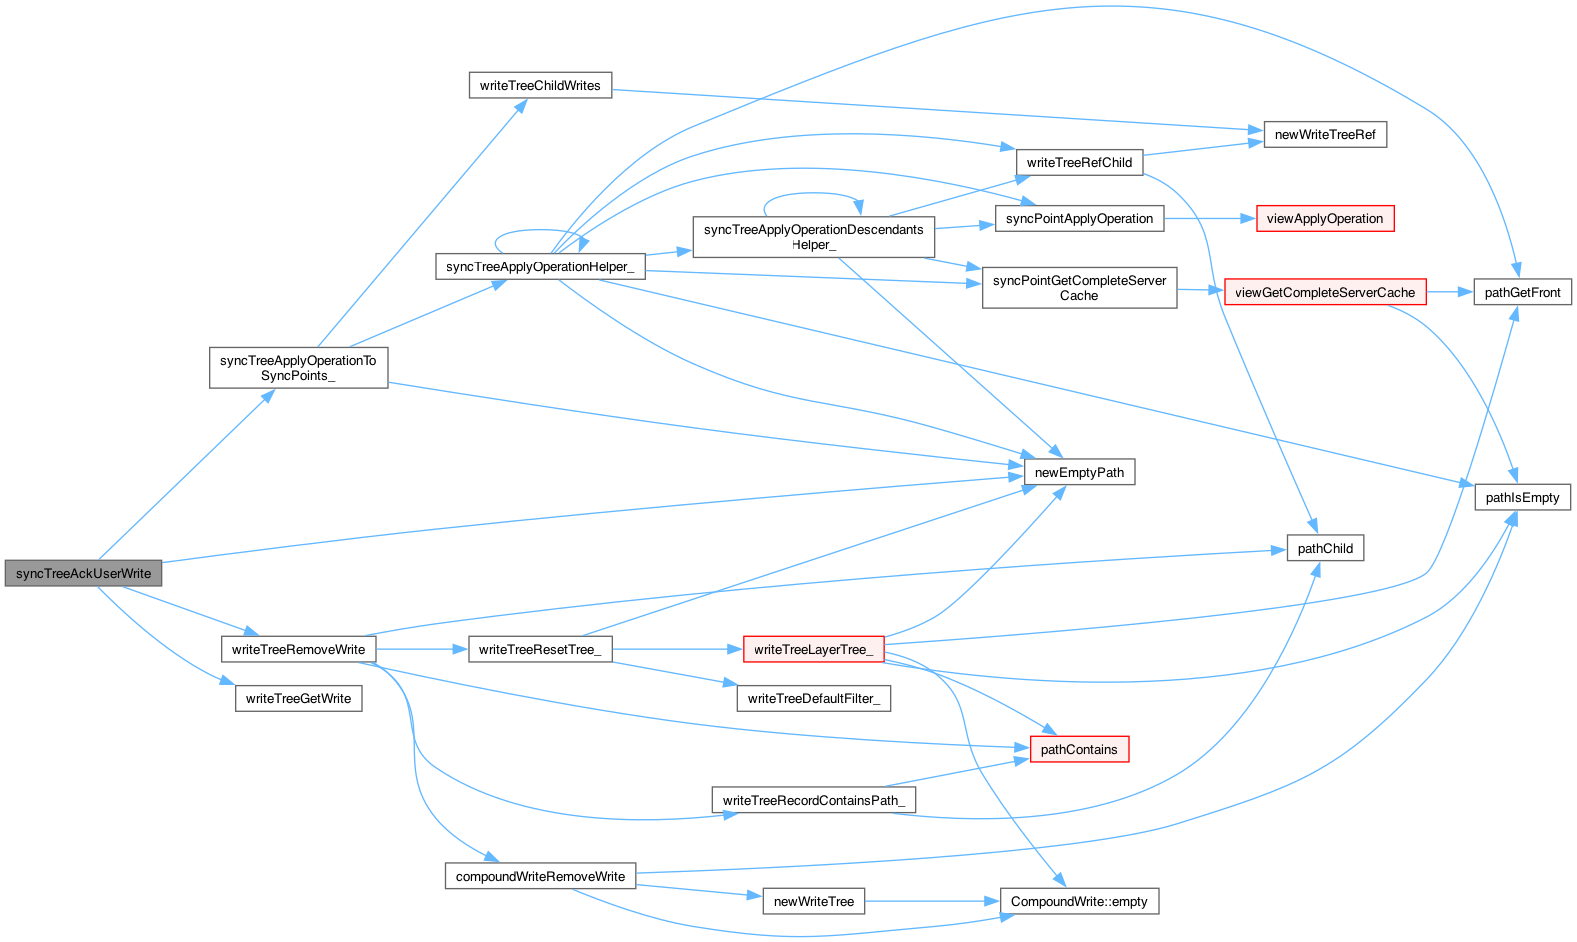 writeTreeChildWrites
newWriteTreeRef
writeTreeRefChild
syncPointApplyOperation
viewApplyOperation
syncTreeApplyOperationDescendants
Helper_
syncTreeApplyOperationHelper_
syncPointGetCompleteServer
Cache
viewGetCompleteServerCache
pathGetFront
syncTreeApplyOperationTo
SyncPoints_
newEmptyPath
pathIsEmpty
pathChild
syncTreeAckUserWrite
writeTreeRemoveWrite
writeTreeResetTree_
writeTreeLayerTree_
writeTreeGetWrite
writeTreeDefaultFilter_
pathContains
writeTreeRecordContainsPath_
compoundWriteRemoveWrite
newWriteTree
CompoundWrite::empty